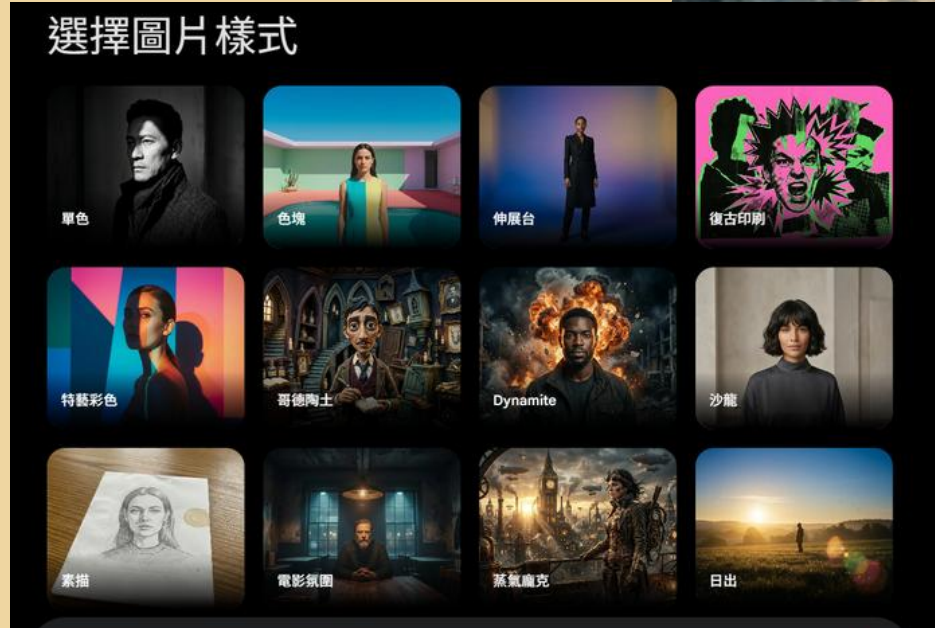 選擇圖片樣式
單色
色塊
伸展台
復古印刷
特藝彩色
哥德陶土
Dynamite
沙龍
素描
電影氛圍
蒸氣龐克
日出